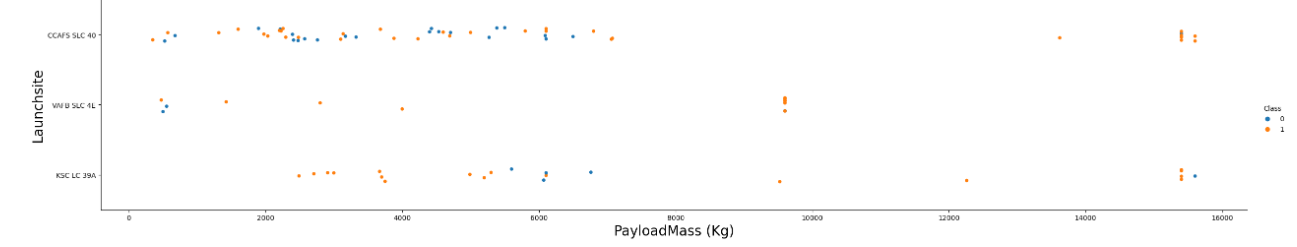 CCAFS SLC 40
VAFB SLC 4E
KSC LC 39A
Launchsite
0
2000
4000
6000
8000
10000
12000
14000
16000
PayloadMass (Kg)
Class
0
1